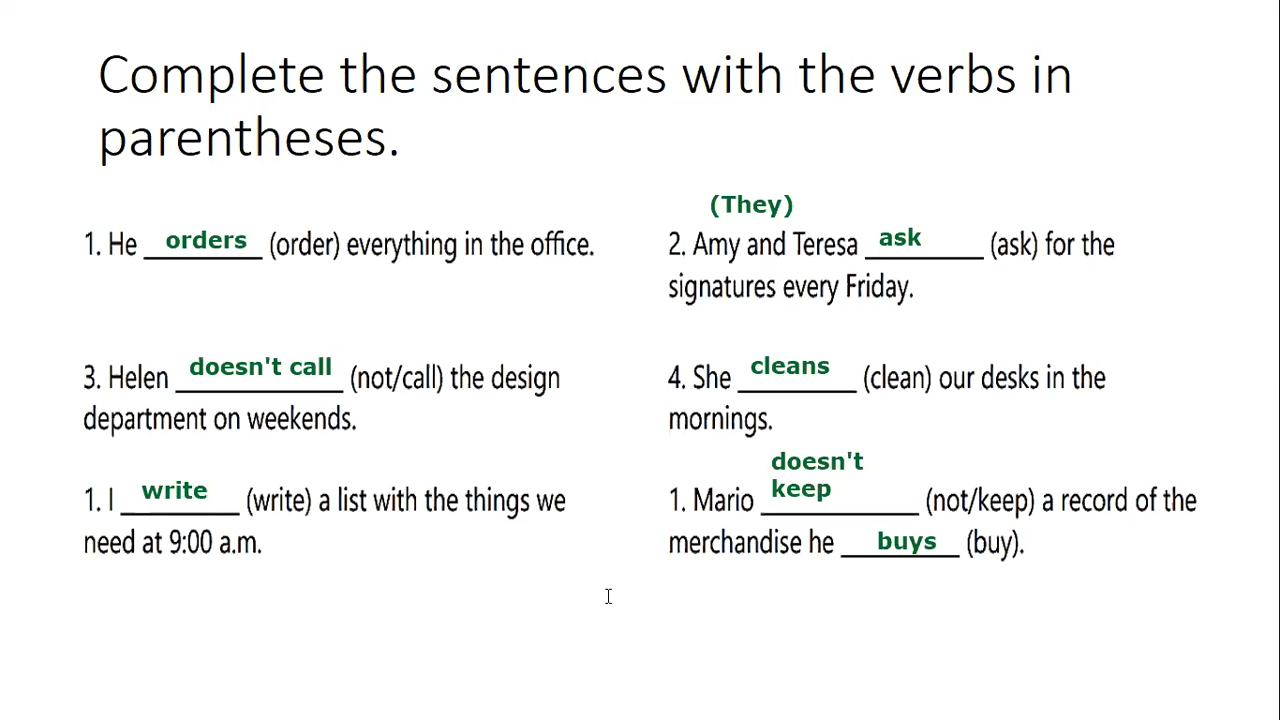 Complete the sentences with the verbs in
parentheses.
1. He orders (order) everything in the office.
(They)
2. Amy and Teresa ask (ask) for the
signatures every Friday.
3. Helen doesn't call (not/call) the design
department on weekends.
4. She cleans (clean) our desks in the
mornings.
1. I write (write) a list with the things we
need at 9:00 a.m.
doesn't
1. Mario keep (not/keep) a record of the
merchandise he buys (buy).